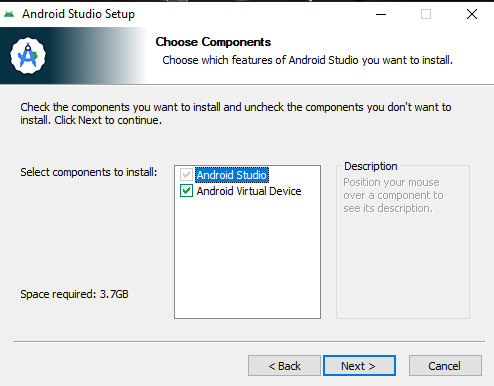 Android Studio Setup
Choose Components
Choose which features of Android Studio you want to install.
Check the components you want to install and uncheck the components you don't want to
install. Click Next to continue.
Select components to install:
Android Studio
Android Virtual Device
Description
Position your mouse
over a component to
see its description.
Space required: 3.7GB
< Back
Next >
Cancel